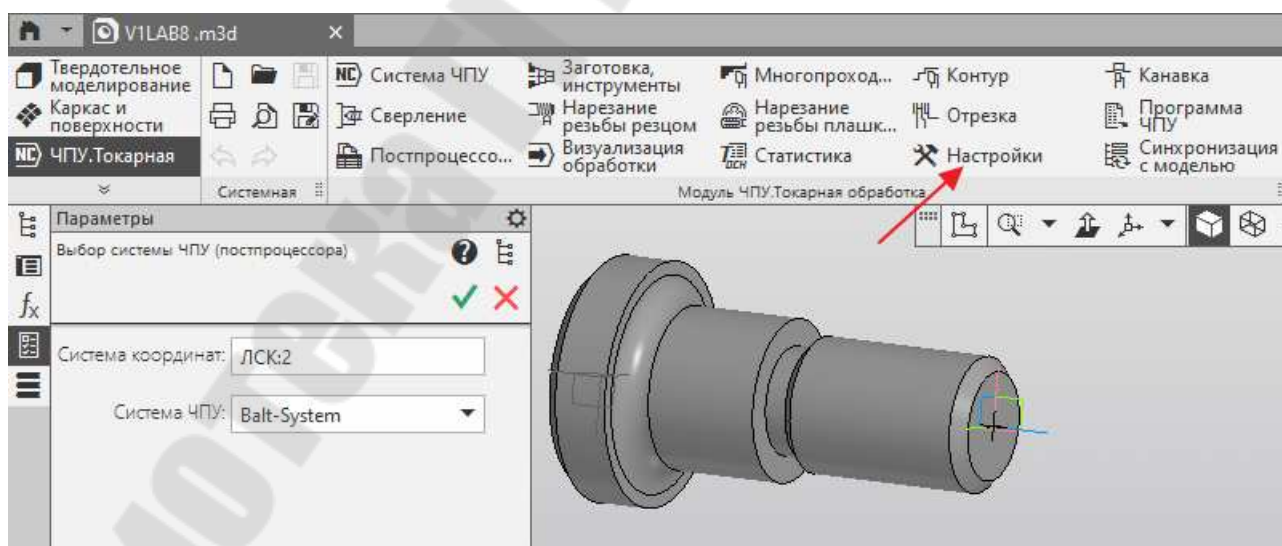 V1LAB8 .m3d
Твердотельное
моделирование
Каркас и
поверхности
NC ЧПУ.Токарная
Системная
NC Система ЧПУ
Сверление
Постпроцессо...
Заготовка,
инструменты
Нарезание
резьбы резцом
Визуализация
обработки
Многопроход...
Нарезание
резьбы плашк...
Статистика
Контур
Отрезка
Настройки
Канавка
Программа
ЧПУ
Синхронизация
с моделью
Модуль ЧПУ.Токарная обработка
Параметры
Выбор системы ЧПУ (постпроцессора)
Система координат: ЛСК:2
Система ЧПУ: Balt-System